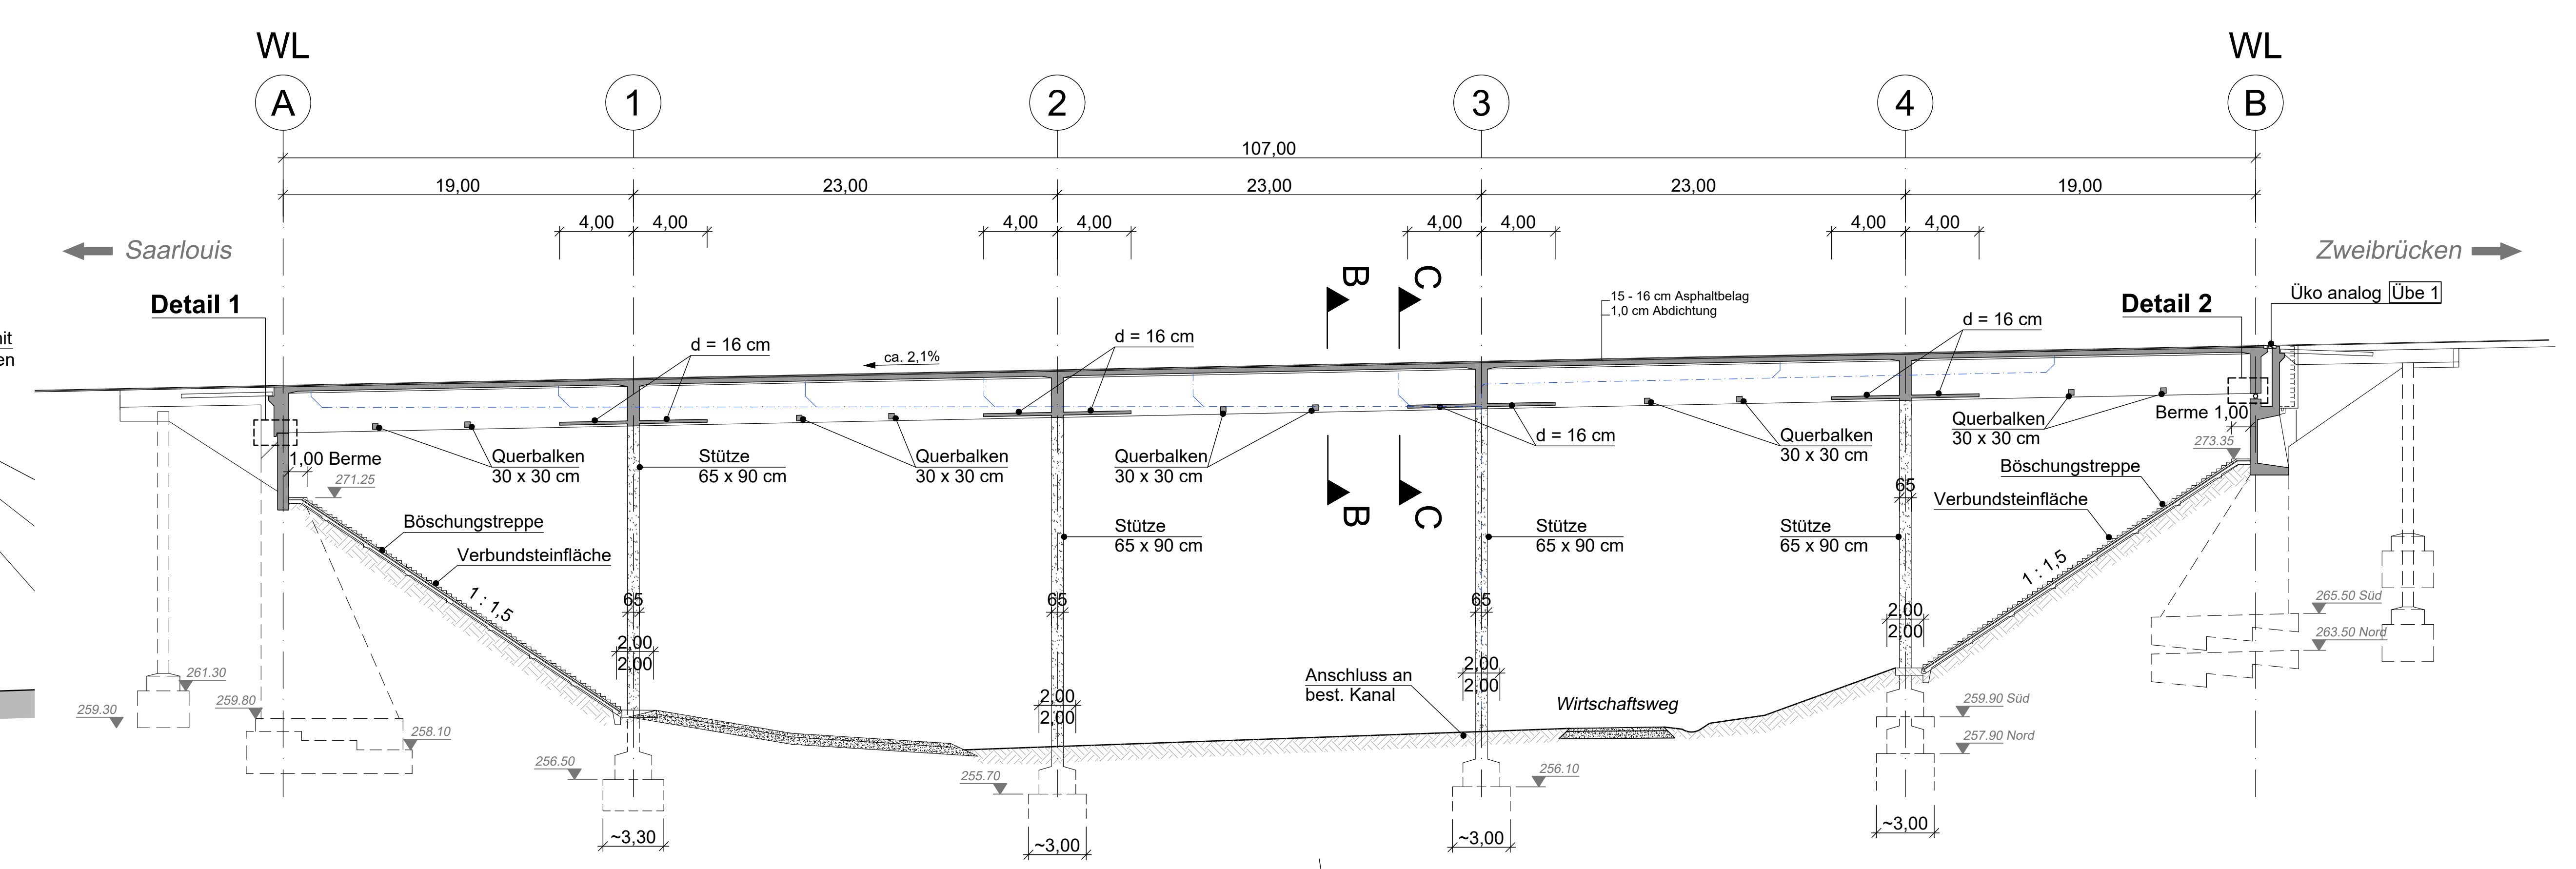 WL
WL
A
1
2
3
4
B
107,00
19,00
23,00
23,00
23,00
19,00
4,00
4,00
4,00
4,00
4,00
4,00
4,00
4,00
Saarlouis
Zweibrücken
B
C
Detail 1
Detail 2
Üko analog Übe 1
15 - 16 cm Asphaltbelag
1,0 cm Abdichtung
d = 16 cm
d = 16 cm
d = 16 cm
ca. 2,1%
d = 16 cm
Querbalken
30 x 30 cm
Querbalken
30 x 30 cm
Querbalken
30 x 30 cm
Querbalken
30 x 30 cm
Querbalken
30 x 30 cm
Berme 1,00
273.35
1,00 Berme
271.25
Stütze
65 x 90 cm
Böschungstreppe
Verbundsteinfläche
1 : 1,5
B
C
Stütze
65 x 90 cm
Stütze
65 x 90 cm
Stütze
65 x 90 cm
65
Böschungstreppe
Verbundsteinfläche
1 : 1,5
65
65
65
2,00
2,00
2,00
2,00
2,00
2,00
2,00
2,00
265.50 Süd
263.50 Nord
Anschluss an
best. Kanal
Wirtschaftsweg
261.30
259.80
259.30
258.10
256.50
255.70
256.10
259.90 Süd
257.90 Nord
~3,30
~3,00
~3,00
~3,00